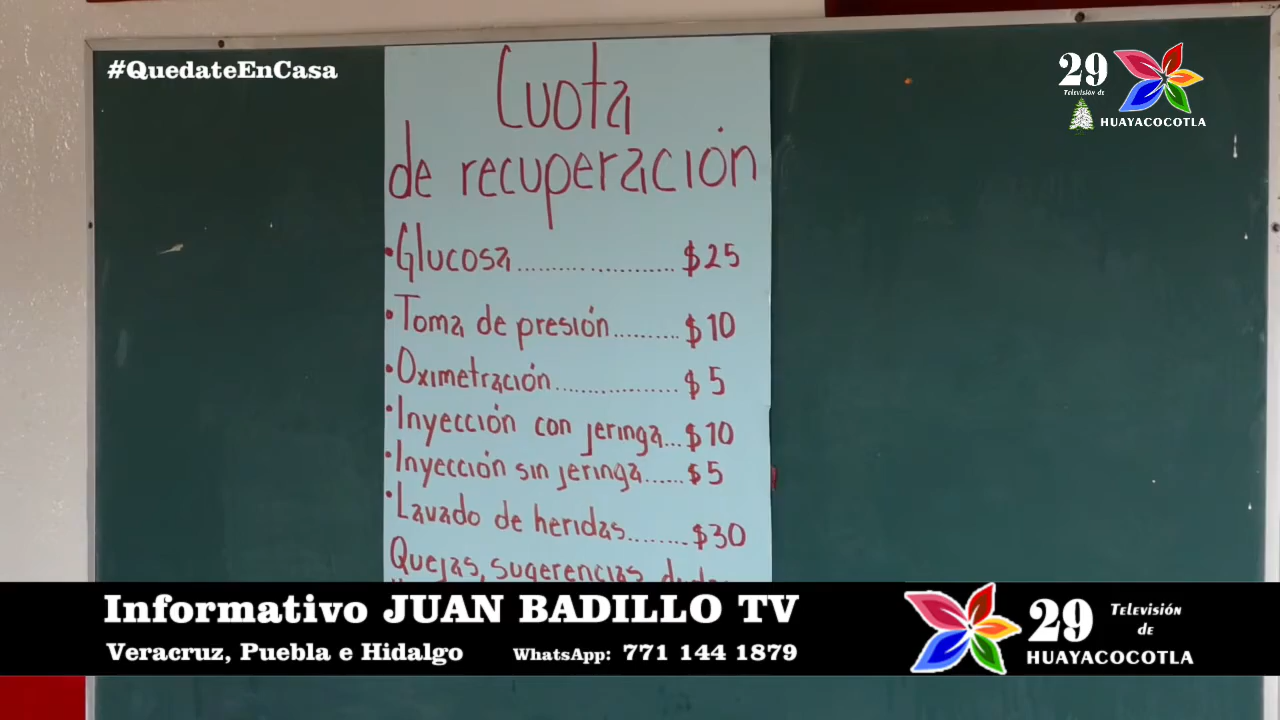 #QuedateEnCasa
29
Televisión de
HUAYACOCOTLA
Cuota
de recuperación
•Glucosa.......................$25
•Toma de presión.........$10
•Oximetración.................$5
•Inyección con jeringa...$10
•Inyección sin jeringa......$5
•Lavado de heridas........$30
Quejas, sugerencias,
Informativo JUAN BADILLO TV
Veracruz, Puebla e Hidalgo WhatsApp: 771 144 1879
29 Televisión
de
HUAYACOCOTLA